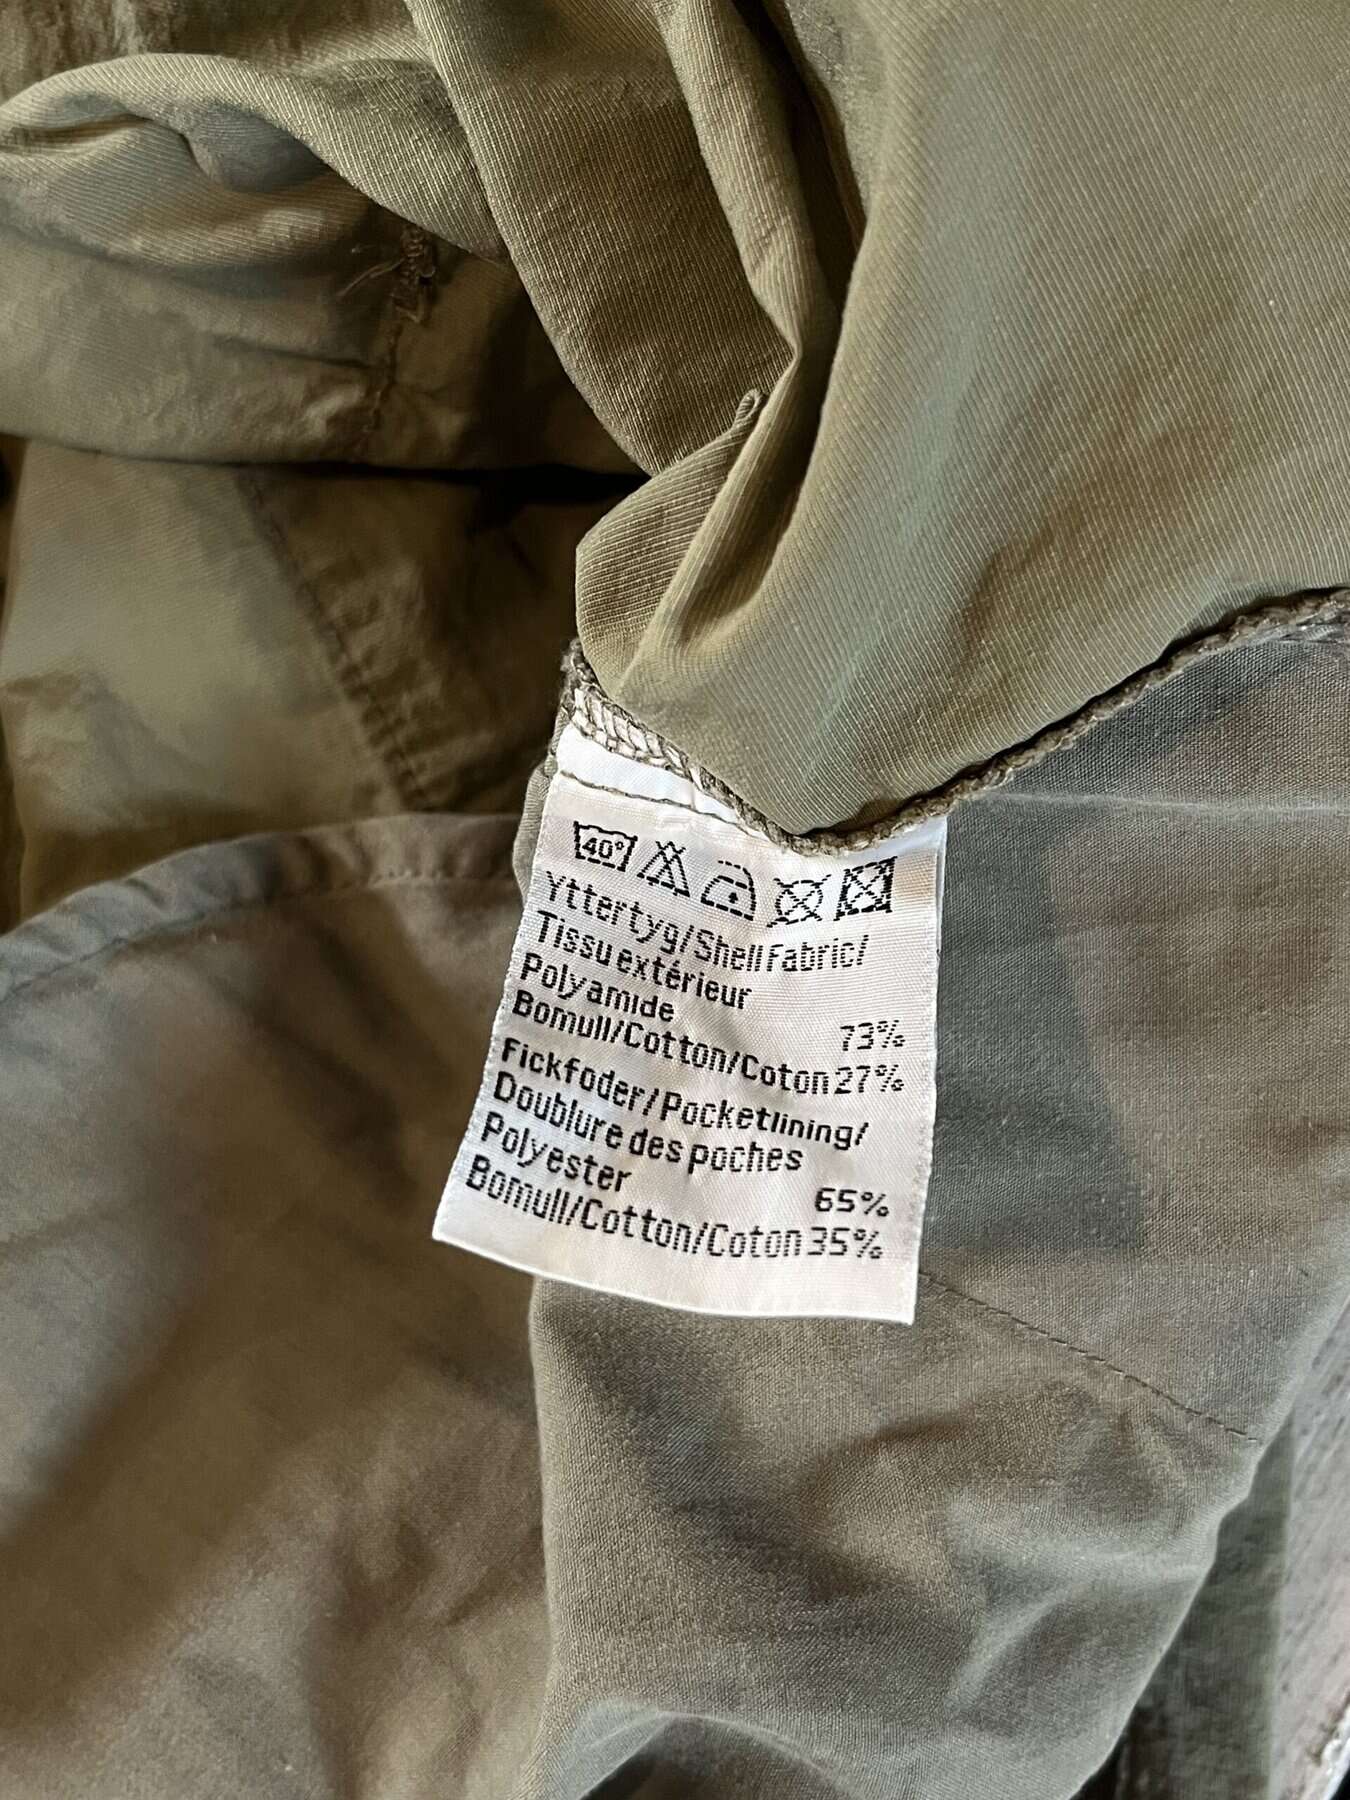 40°
Yttertyg/Shell Fabric/
Tissu extérieur
Polyamide 73%
Bomull/Cotton/Coton 27%
Fickfoder/Pocketlining/
Doublure des poches
Polyester 65%
Bomull/Cotton/Coton 35%